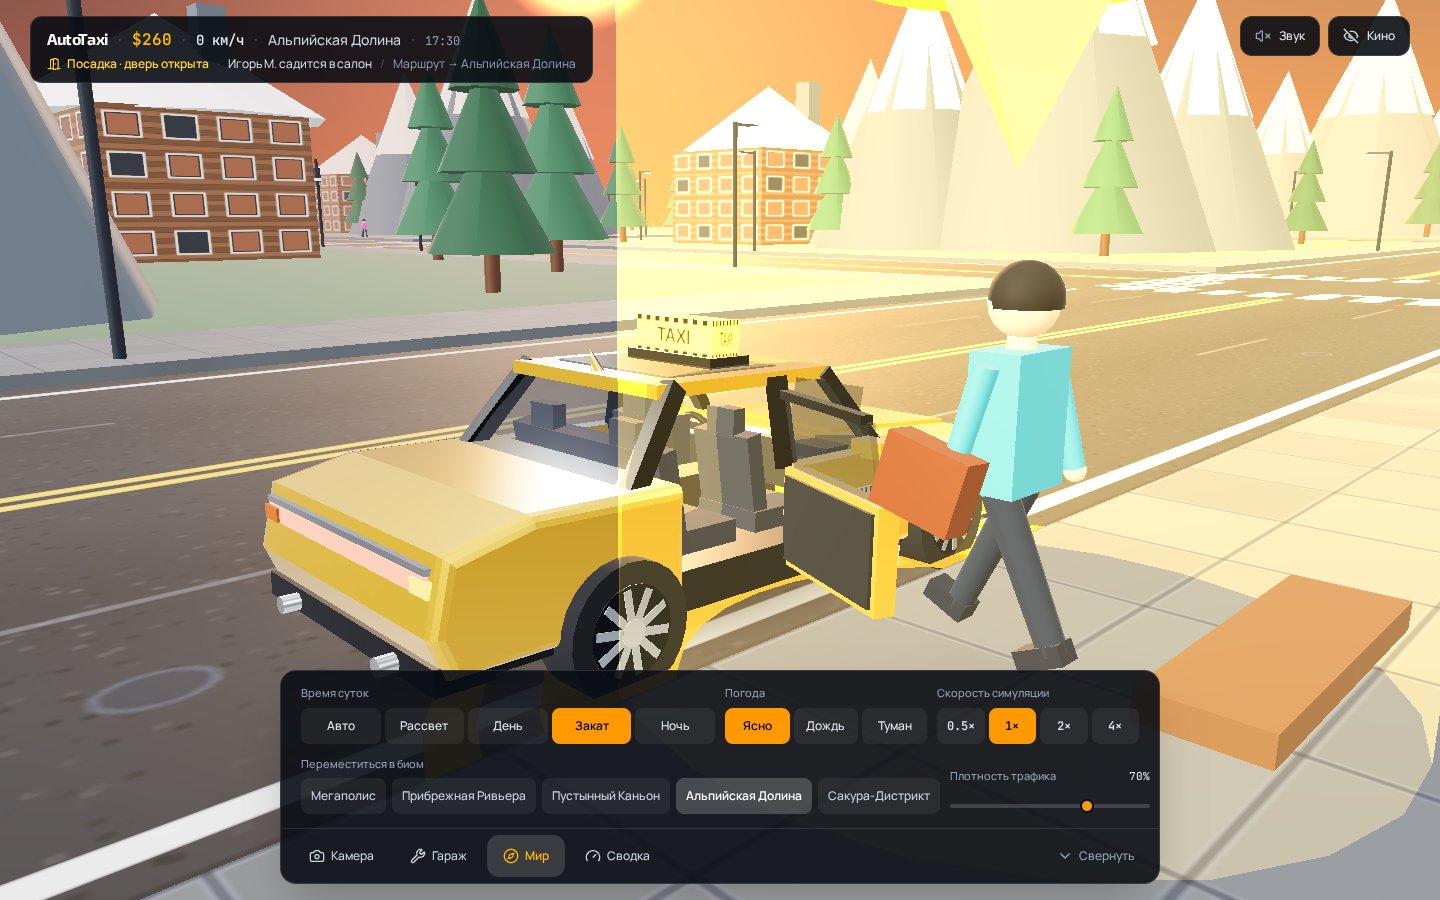 AutoTaxi · $260 · 0 км/ч · Альпийская Долина · 17:30
Посадка · дверь открыта · Игорь М. садится в салон / Маршрут → Альпийская Долина
Звук
Кино
TAXI
TAXI
Время суток
Авто
Рассвет
День
Закат
Ночь
Погода
Ясно
Дождь
Туман
Скорость симуляции
0.5×
1×
2×
4×
Переместиться в биом
Мегаполис
Прибрежная Ривьера
Пустынный Каньон
Альпийская Долина
Сакура-Дистрикт
Плотность трафика
70%
Камера
Гараж
Мир
Сводка
Свернуть